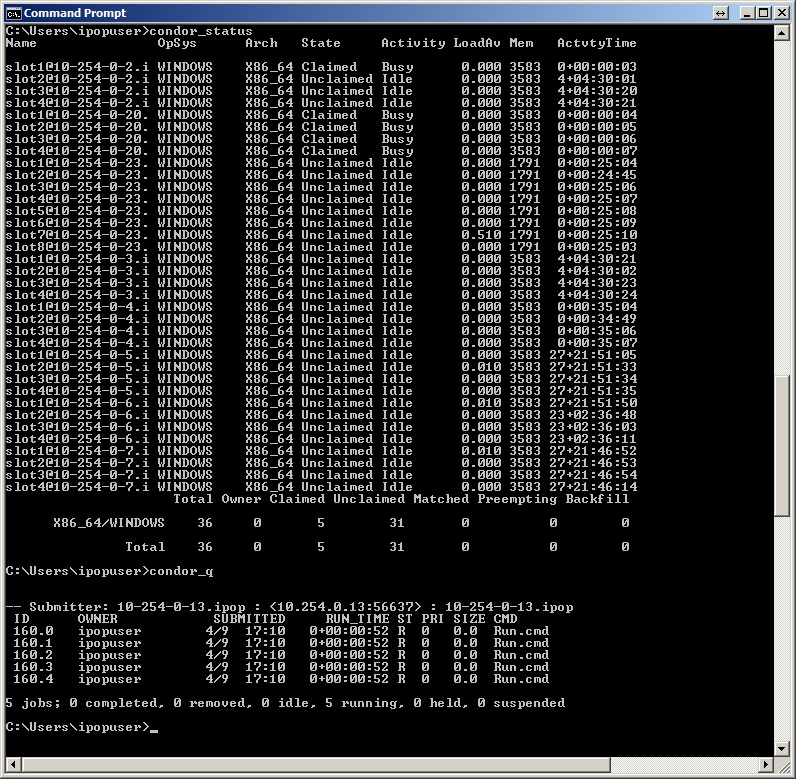 Command Prompt
C:\Users\ipopuser>condor_status
Name OpSys Arch State Activity LoadAv Mem ActvtyTime
slot1@10-254-0-2.i WINDOWS X86_64 Claimed Busy 0.000 3583 0+00:00:03
slot2@10-254-0-2.i WINDOWS X86_64 Unclaimed Idle 0.000 3583 4+04:30:01
slot3@10-254-0-2.i WINDOWS X86_64 Unclaimed Idle 0.000 3583 4+04:30:20
slot4@10-254-0-2.i WINDOWS X86_64 Unclaimed Idle 0.000 3583 4+04:30:21
slot1@10-254-0-20. WINDOWS X86_64 Claimed Busy 0.000 3583 0+00:00:04
slot2@10-254-0-20. WINDOWS X86_64 Claimed Busy 0.000 3583 0+00:00:05
slot3@10-254-0-20. WINDOWS X86_64 Claimed Busy 0.000 3583 0+00:00:06
slot4@10-254-0-20. WINDOWS X86_64 Claimed Busy 0.000 3583 0+00:00:07
slot1@10-254-0-23. WINDOWS X86_64 Unclaimed Idle 0.000 1791 0+00:25:04
slot2@10-254-0-23. WINDOWS X86_64 Unclaimed Idle 0.000 1791 0+00:24:45
slot3@10-254-0-23. WINDOWS X86_64 Unclaimed Idle 0.000 1791 0+00:25:06
slot4@10-254-0-23. WINDOWS X86_64 Unclaimed Idle 0.000 1791 0+00:25:07
slot5@10-254-0-23. WINDOWS X86_64 Unclaimed Idle 0.000 1791 0+00:25:08
slot6@10-254-0-23. WINDOWS X86_64 Unclaimed Idle 0.000 1791 0+00:25:09
slot7@10-254-0-23. WINDOWS X86_64 Unclaimed Idle 0.510 1791 0+00:25:10
slot8@10-254-0-23. WINDOWS X86_64 Unclaimed Idle 0.000 1791 0+00:25:03
slot1@10-254-0-3.i WINDOWS X86_64 Unclaimed Idle 0.000 3583 4+04:30:21
slot2@10-254-0-3.i WINDOWS X86_64 Unclaimed Idle 0.000 3583 4+04:30:02
slot3@10-254-0-3.i WINDOWS X86_64 Unclaimed Idle 0.000 3583 4+04:30:23
slot4@10-254-0-3.i WINDOWS X86_64 Unclaimed Idle 0.000 3583 4+04:30:24
slot1@10-254-0-4.i WINDOWS X86_64 Unclaimed Idle 0.000 3583 0+00:35:04
slot2@10-254-0-4.i WINDOWS X86_64 Unclaimed Idle 0.000 3583 0+00:34:49
slot3@10-254-0-4.i WINDOWS X86_64 Unclaimed Idle 0.000 3583 0+00:35:06
slot4@10-254-0-4.i WINDOWS X86_64 Unclaimed Idle 0.000 3583 0+00:35:07
slot1@10-254-0-5.i WINDOWS X86_64 Unclaimed Idle 0.000 3583 27+21:51:05
slot2@10-254-0-5.i WINDOWS X86_64 Unclaimed Idle 0.010 3583 27+21:51:33
slot3@10-254-0-5.i WINDOWS X86_64 Unclaimed Idle 0.000 3583 27+21:51:34
slot4@10-254-0-5.i WINDOWS X86_64 Unclaimed Idle 0.000 3583 27+21:51:35
slot1@10-254-0-6.i WINDOWS X86_64 Unclaimed Idle 0.010 3583 27+21:51:50
slot2@10-254-0-6.i WINDOWS X86_64 Unclaimed Idle 0.000 3583 23+02:36:48
slot3@10-254-0-6.i WINDOWS X86_64 Unclaimed Idle 0.000 3583 23+02:36:03
slot4@10-254-0-6.i WINDOWS X86_64 Unclaimed Idle 0.000 3583 23+02:36:11
slot1@10-254-0-7.i WINDOWS X86_64 Unclaimed Idle 0.010 3583 27+21:46:52
slot2@10-254-0-7.i WINDOWS X86_64 Unclaimed Idle 0.000 3583 27+21:46:53
slot3@10-254-0-7.i WINDOWS X86_64 Unclaimed Idle 0.000 3583 27+21:46:54
slot4@10-254-0-7.i WINDOWS X86_64 Unclaimed Idle 0.000 3583 27+21:46:14
Total Owner Claimed Unclaimed Matched Preempting Backfill
X86_64/WINDOWS 36 0 5 31 0 0 0
Total 36 0 5 31 0 0 0
C:\Users\ipopuser>condor_q
-- Submitter: 10-254-0-13.ipop : <10.254.0.13:56637> : 10-254-0-13.ipop
ID OWNER SUBMITTED RUN_TIME ST PRI SIZE CMD
160.0 ipopuser 4/9 17:10 0+00:00:52 R 0 0.0 Run.cmd
160.1 ipopuser 4/9 17:10 0+00:00:52 R 0 0.0 Run.cmd
160.2 ipopuser 4/9 17:10 0+00:00:52 R 0 0.0 Run.cmd
160.3 ipopuser 4/9 17:10 0+00:00:52 R 0 0.0 Run.cmd
160.4 ipopuser 4/9 17:10 0+00:00:52 R 0 0.0 Run.cmd
5 jobs; 0 completed, 0 removed, 0 idle, 5 running, 0 held, 0 suspended
C:\Users\ipopuser>_